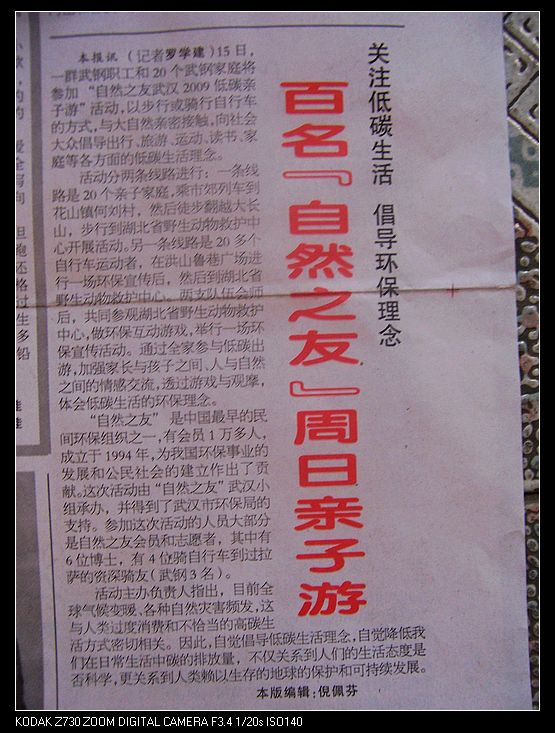 关注低碳生活 倡导环保理念
百名『自然之友』周日亲子游
本报讯 （记者罗学建）15日，
一群武钢职工和20个武钢家庭将
参加 “自然之友武汉2009低碳亲
子游”活动，以步行或骑行自行车
的方式，与大自然亲密接触，向社会
大众倡导出行、旅游、运动、读书、家
庭等各方面的低碳生活理念。
活动分两条线路进行：一条线
路是20个亲子家庭，乘市郊列车到
花山镇何刘村，然后徒步翻越大长
山，步行到湖北省野生动物救护中
心开展活动。另一条线路是20多个
自行车运动者，在洪山鲁巷广场进
行一场环保宣传后，然后到湖北省
野生动物救护中心。两支队伍会师
后，共同参观湖北省野生动物救护
中心，做环保互动游戏，举行一场环
保宣传活动。通过全家参与低碳出
游，加强家长与孩子之间、人与自然
之间的情感交流，透过游戏与观摩，
体会低碳生活的环保理念。
“自然之友” 是中国最早的民
间环保组织之一，有会员1万多人，
成立于1994年，为我国环保事业的
发展和公民社会的建立作出了贡
献。这次活动由“自然之友”武汉小
组承办，并得到了武汉市环保局的
支持。参加这次活动的人员大部分
是自然之友会员和志愿者，其中有
6位博士，有4位骑自行车到过拉
萨的资深骑友（武钢3名）。
活动主办负责人指出，目前全
球气候变暖，各种自然灾害频发，这
与人类过度消费和不恰当的高碳生
活方式密切相关。因此，自觉倡导低碳生活理念，自觉降低我
们在日常生活中碳的排放量，不仅关系到人们的生活态度是
否科学，更关系到人类赖以生存的地球的保护和可持续发展。
本版编辑：倪佩芬
KODAK Z730 ZOOM DIGITAL CAMERA F3.4 1/20s ISO140